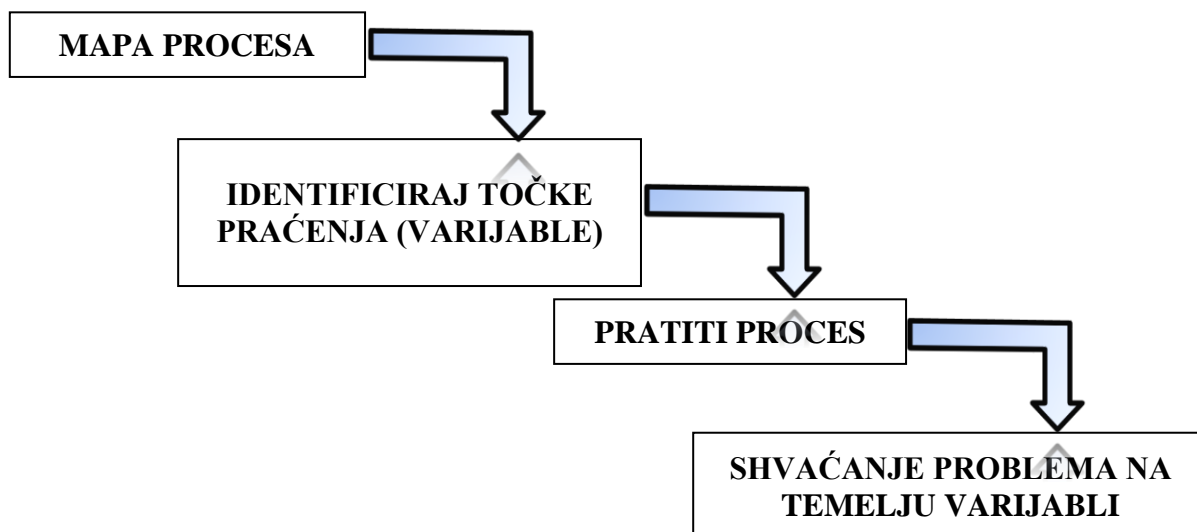 MAPA PROCESA
IDENTIFICIRAJ TOČKE
PRAĆENJA (VARIJABLE)
PRATITI PROCES
SHVAĆANJE PROBLEMA NA
TEMELJU VARIJABLI